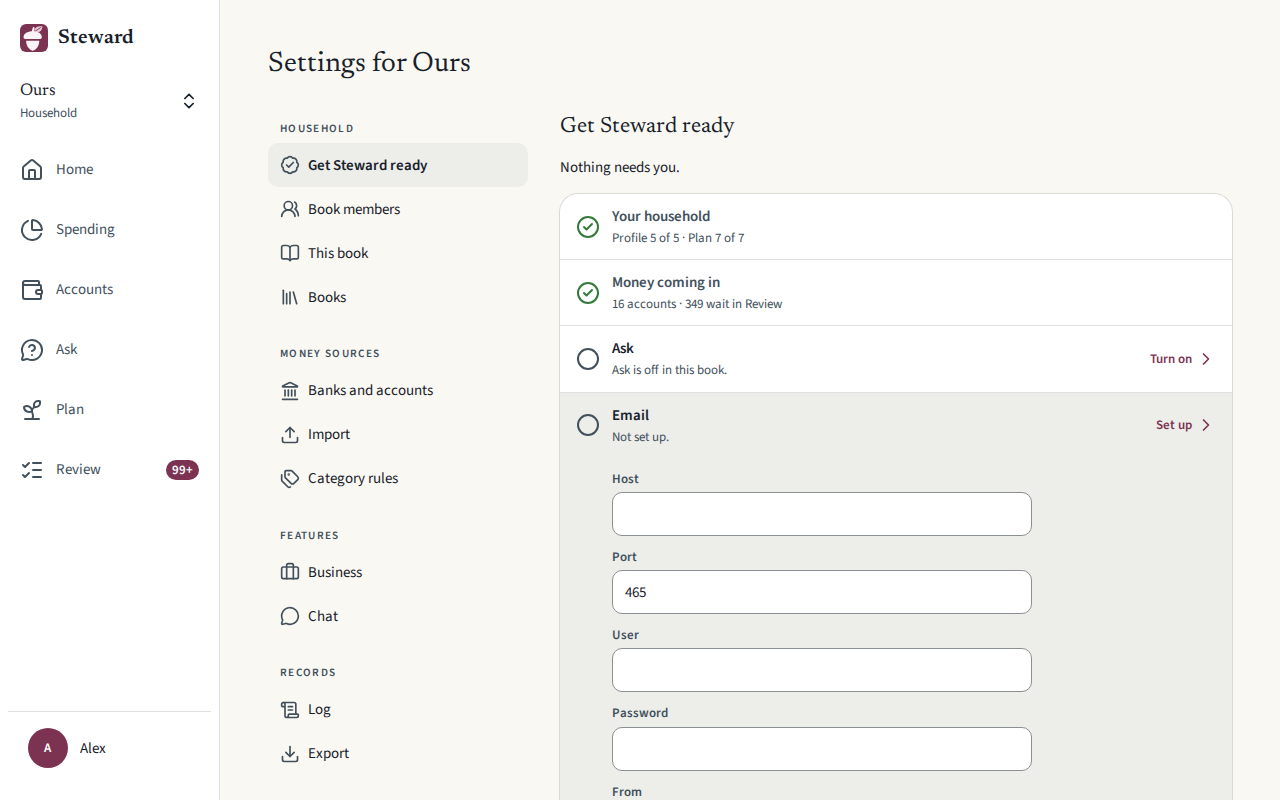 Steward
Ours
Household
Home
Spending
Accounts
Ask
Plan
Review
99+
A
Alex
Settings for Ours
HOUSEHOLD
Get Steward ready
Book members
This book
Books
MONEY SOURCES
Banks and accounts
Import
Category rules
FEATURES
Business
Chat
RECORDS
Log
Export
Get Steward ready
Nothing needs you.
Your household
Profile 5 of 5 · Plan 7 of 7
Money coming in
16 accounts · 349 wait in Review
Ask
Ask is off in this book.
Turn on
Email
Not set up.
Set up
Host
Port
465
User
Password
From